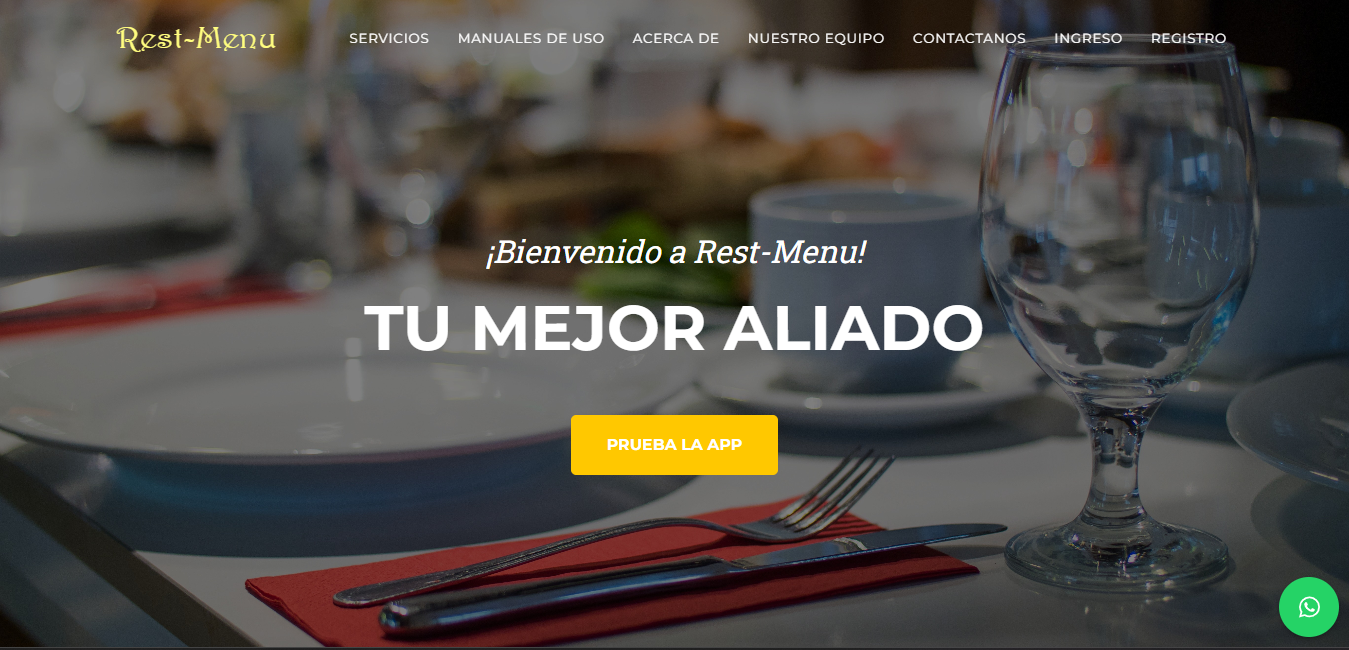 Rest-Menu
SERVICIOS MANUALES DE USO ACERCA DE NUESTRO EQUIPO CONTACTANOS INGRESO REGISTRO
¡Bienvenido a Rest-Menu!
TU MEJOR ALIADO
PRUEBA LA APP